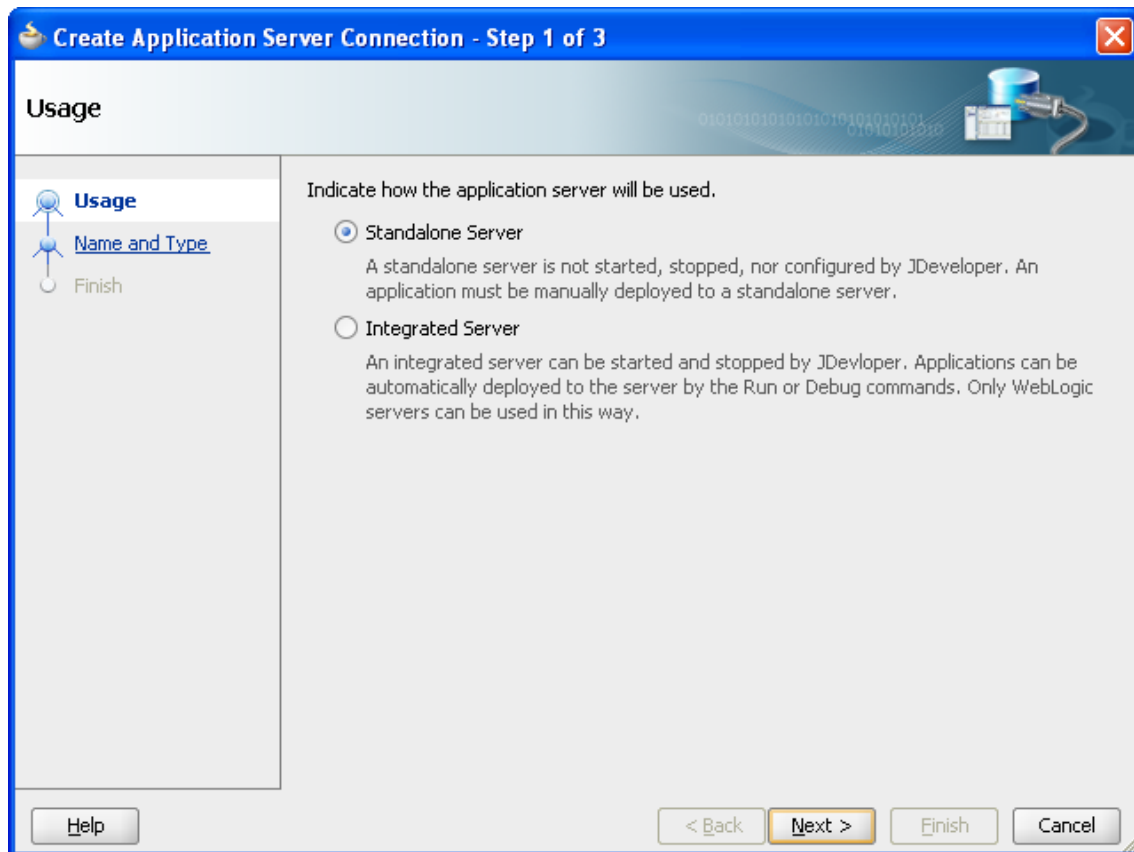 Create Application Server Connection - Step 1 of 3
Usage
Usage
Name and Type
Finish
Indicate how the application server will be used.
Standalone Server
A standalone server is not started, stopped, nor configured by JDeveloper. An
application must be manually deployed to a standalone server.
Integrated Server
An integrated server can be started and stopped by JDevloper. Applications can be
automatically deployed to the server by the Run or Debug commands. Only WebLogic
servers can be used in this way.
Help
< Back
Next >
Finish
Cancel